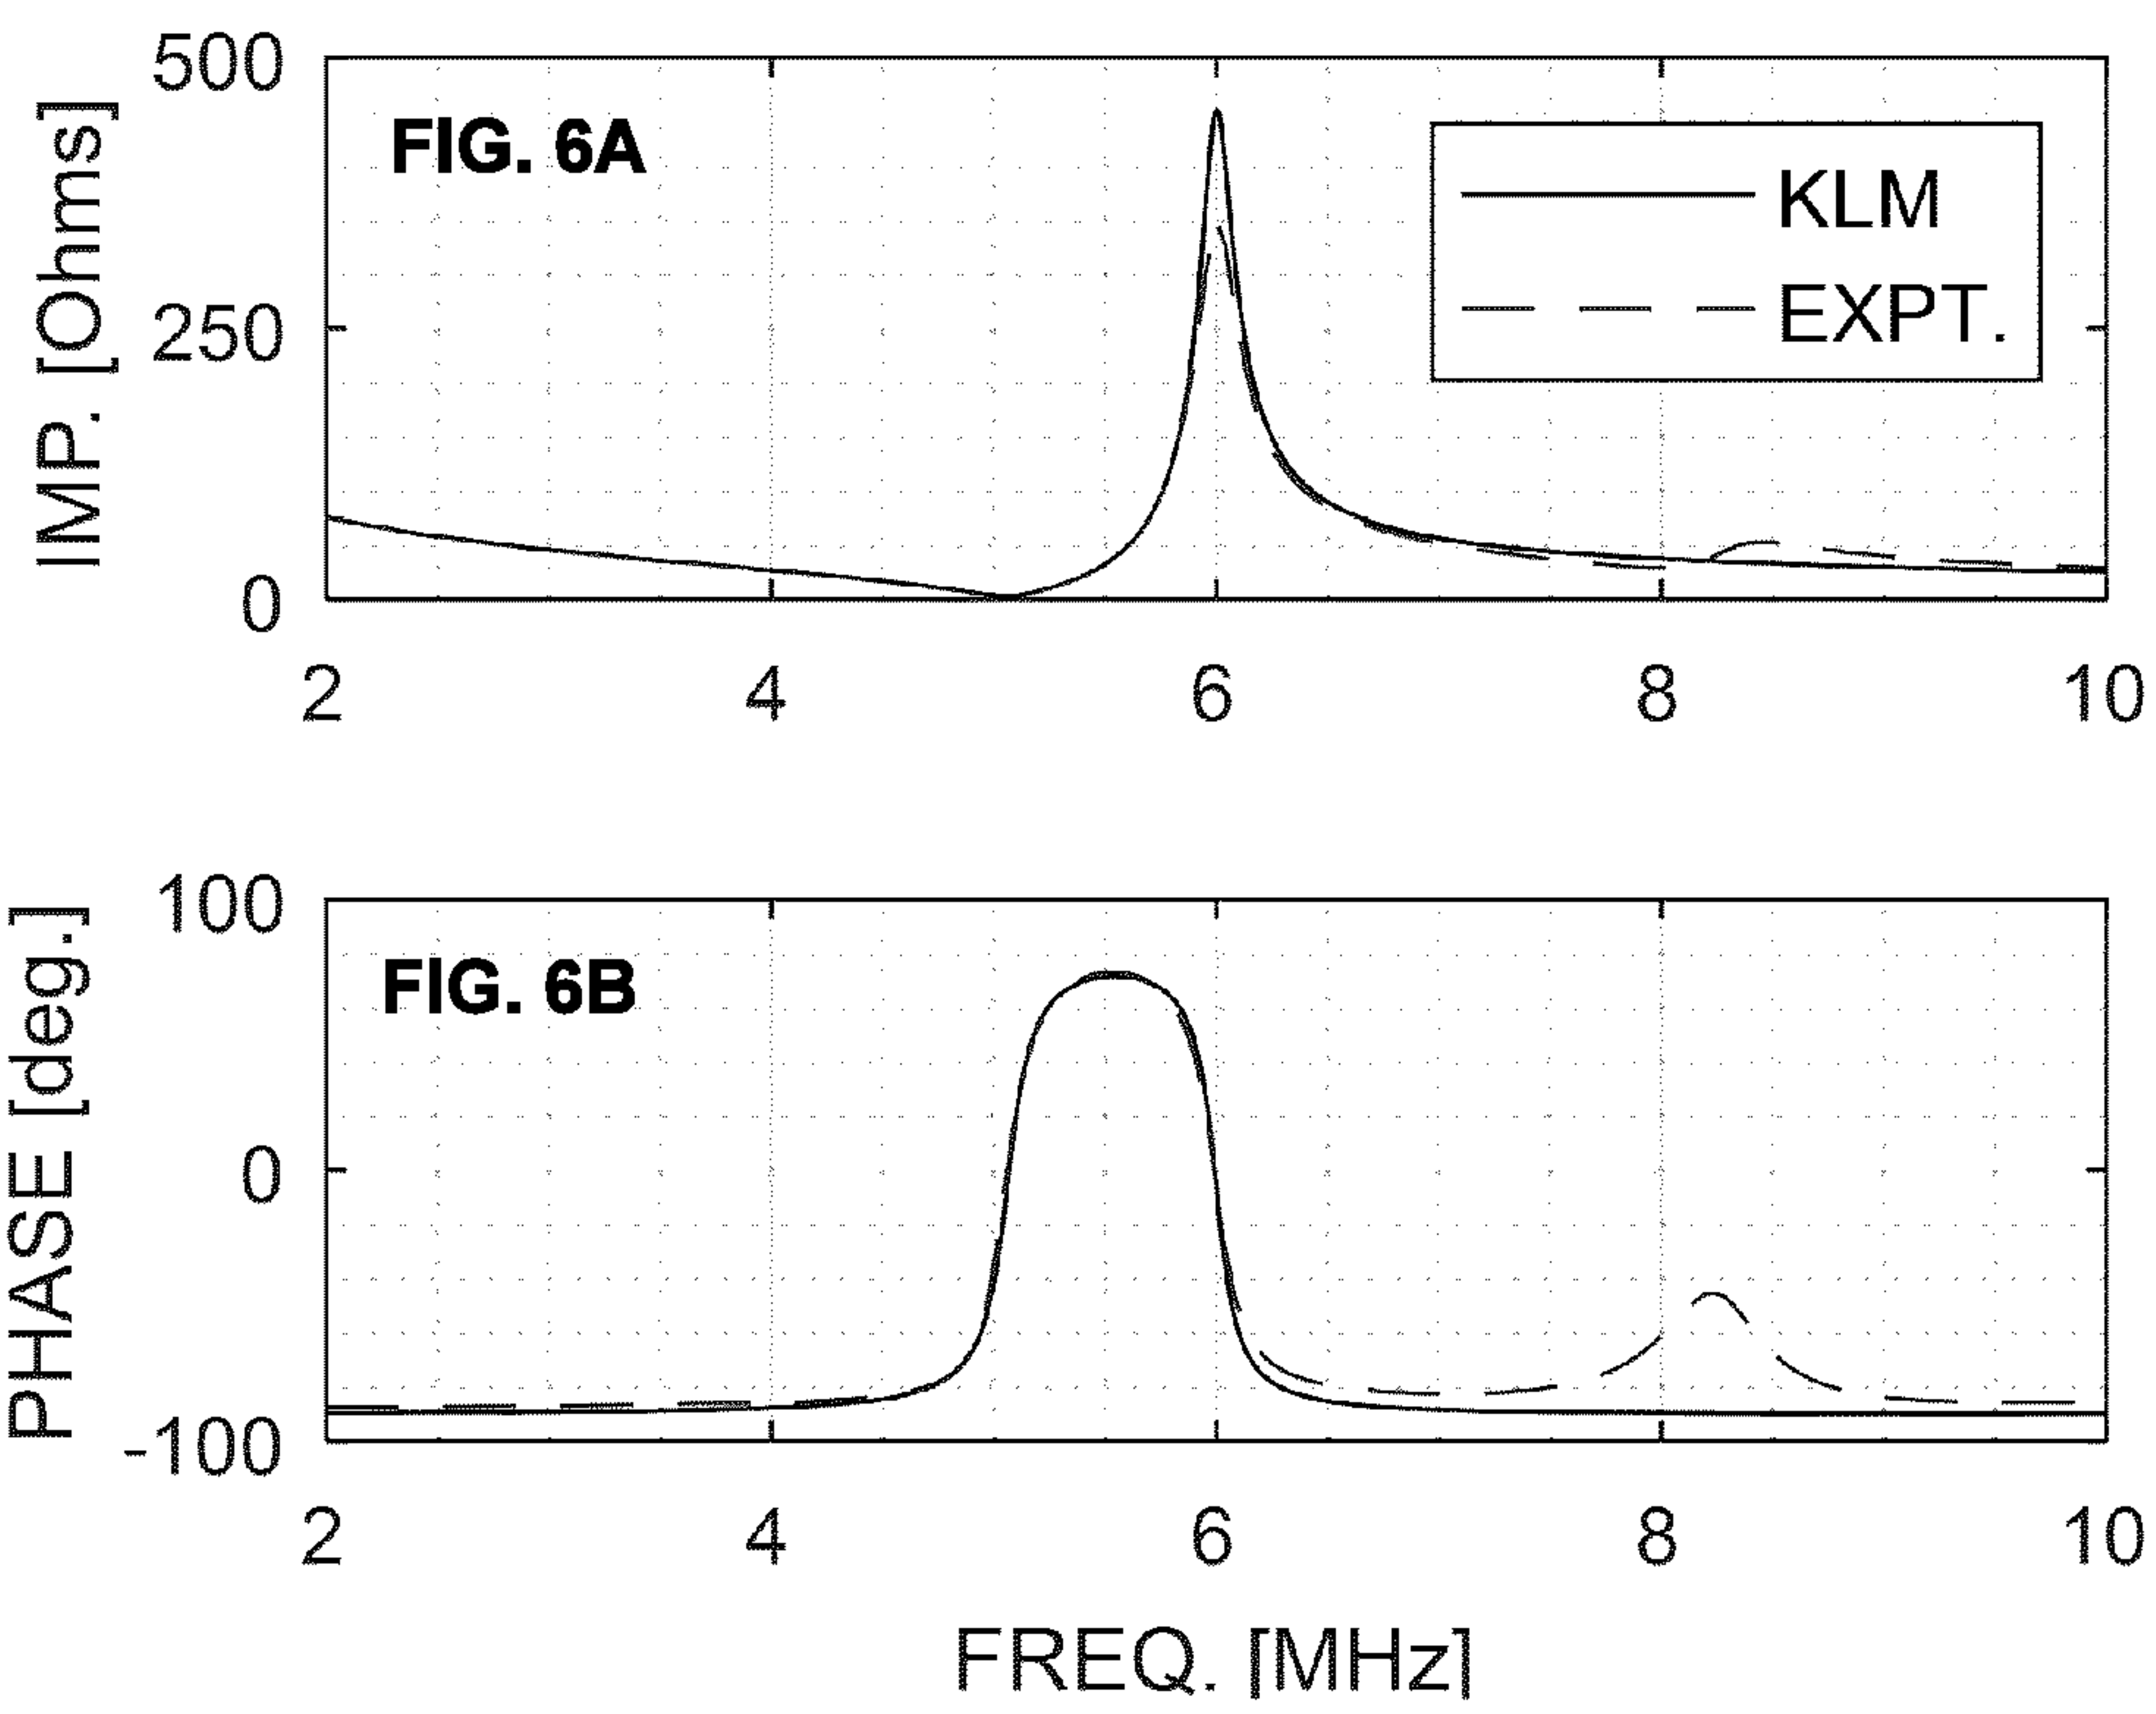 500
FIG. 6A
KLM
EXPT.
250
0
IMP. [Ohms]
2 4 6 8 10
100
FIG. 6B
0
-100
PHASE [deg.]
2 4 6 8 10
FREQ. [MHz]